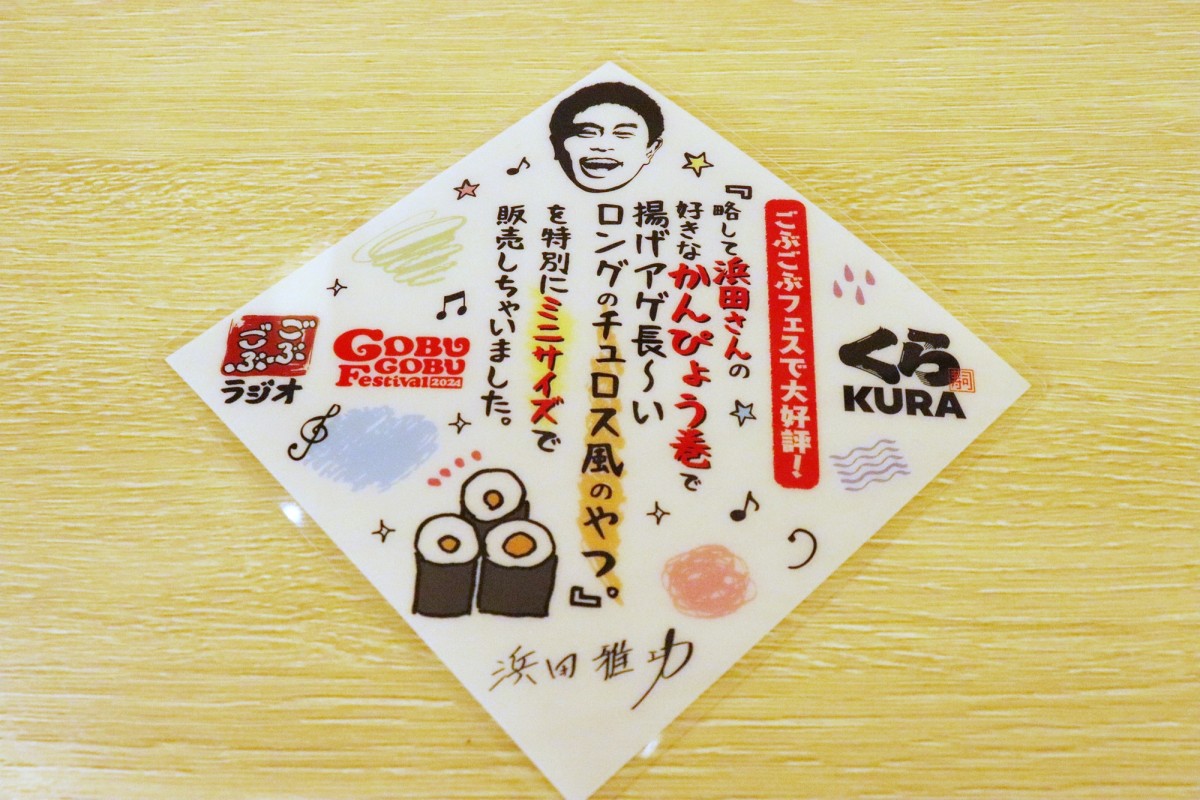 ごぶごぶフェスで大好評！
『略して浜田さんの
好きなかんぴょう巻で
揚げアゲ長〜い
ロングのチュロス風のやつ。』
を特別にミニサイズで
販売しちゃいました。
くら
KURA
GOBU
GOBU
Festival 2024
ごぶ
ごぶ
ラジオ
浜田雅功